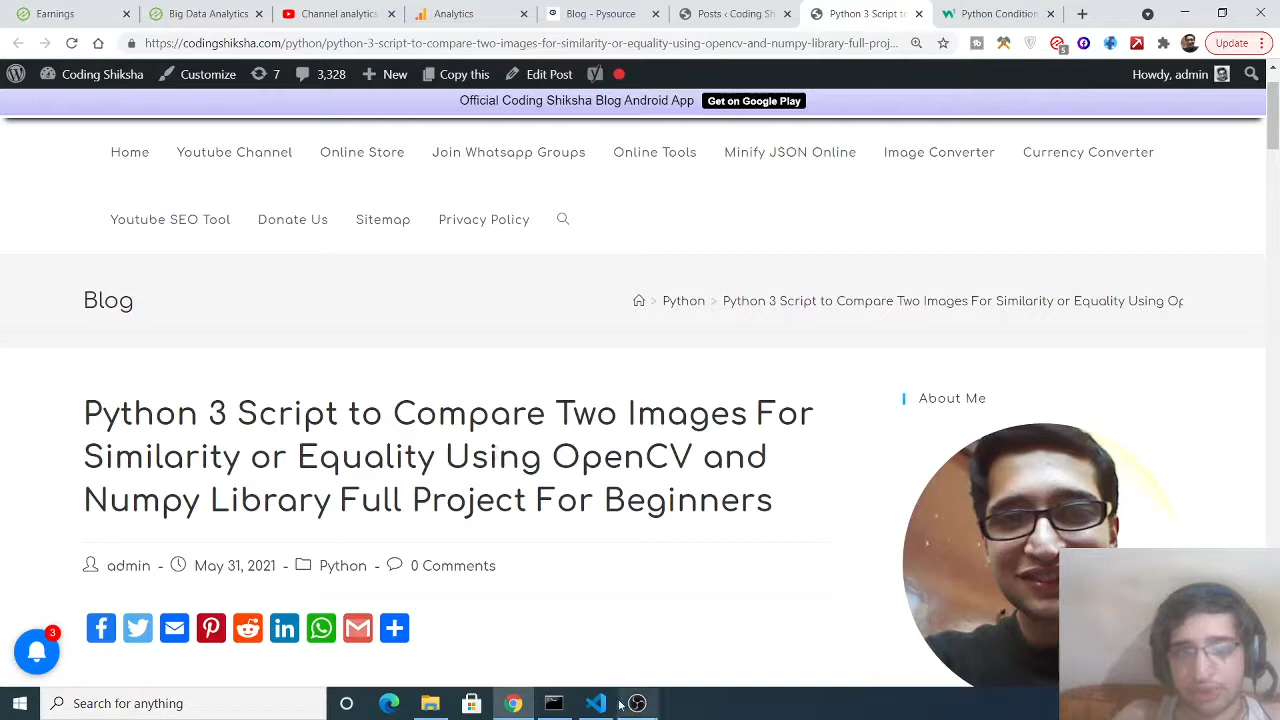 Earnings
Big Data Analytics
Channel analytics
Analytics
Blog - Pysource
Posts ‹ Coding Sh
Python 3 Script to
Python Condition
codingshiksha.com/python/python-3-script-to-compare-two-images-for-similarity-or-equality-using-opencv-and-numpy-library-full-proj...
5
Update
Coding Shiksha
Customize
7
3,328
New
Copy this
Edit Post
Howdy, admin
Official Coding Shiksha Blog Android App
Get on Google Play
Home
Youtube Channel
Online Store
Join Whatsapp Groups
Online Tools
Minify JSON Online
Image Converter
Currency Converter
Youtube SEO Tool
Donate Us
Sitemap
Privacy Policy
Blog
> Python > Python 3 Script to Compare Two Images For Similarity or Equality Using Op
Python 3 Script to Compare Two Images For
Similarity or Equality Using OpenCV and
Numpy Library Full Project For Beginners
About Me
admin - May 31, 2021 - Python - 0 Comments
3
Search for anything